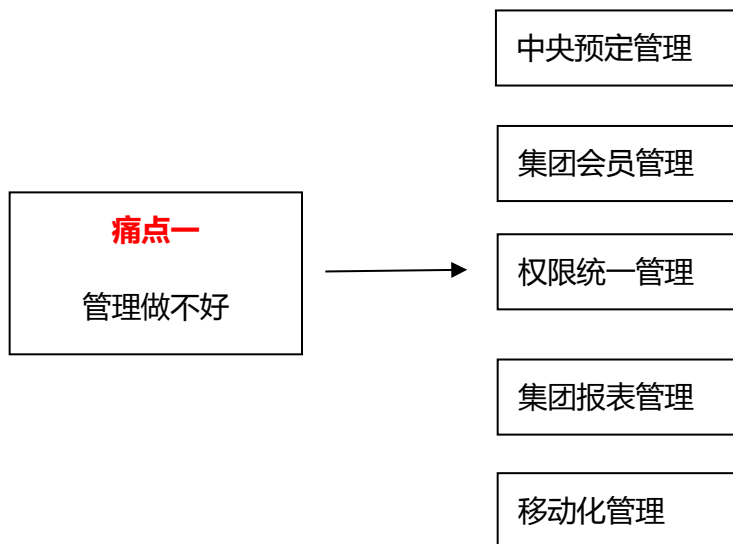 痛点一
管理做不好
中央预定管理
集团会员管理
权限统一管理
集团报表管理
移动化管理